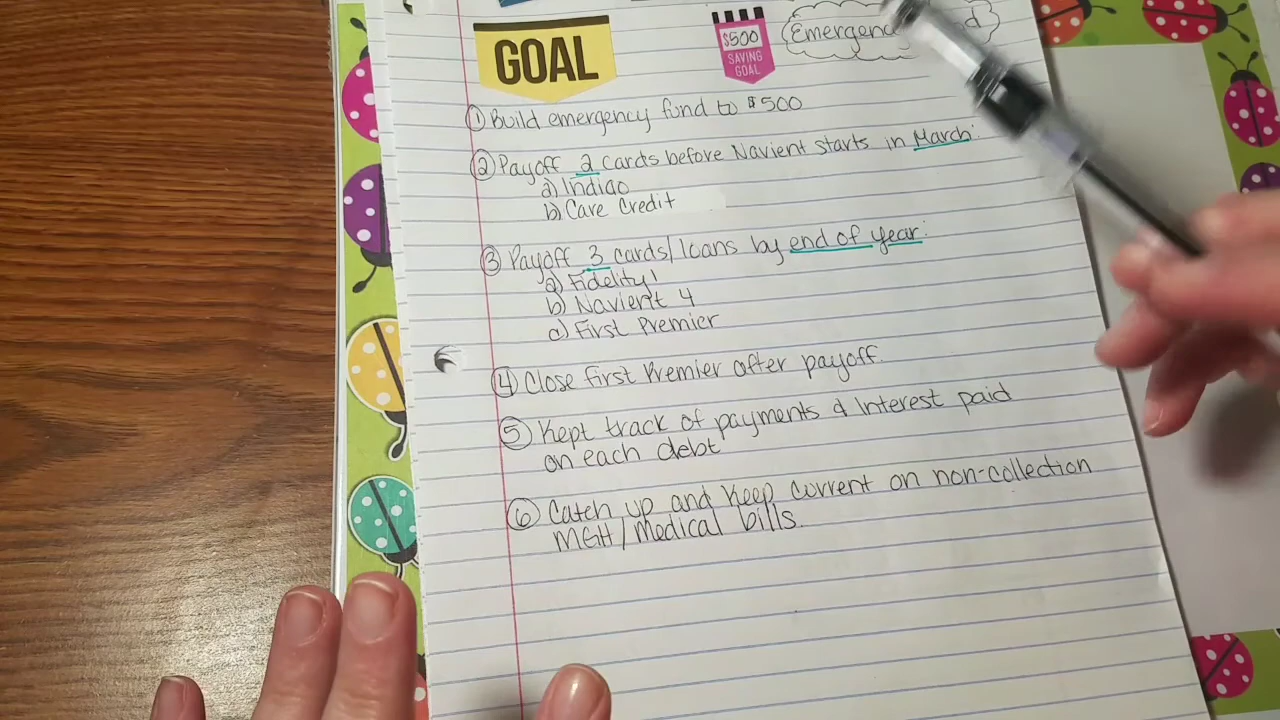 GOAL
$500
SAVING
GOAL
Emergency
① Build emergency fund to $500
② Payoff 2 cards before Navient starts in March:
a) Indigo
b) Care Credit
③ Payoff 3 cards/loans by end of year:
a) Fidelity!
b) Navient 4
c) First Premier
④ Close First Premier after payoff.
⑤ Kept track of payments & Interest paid
on each debt
⑥ Catch up and Keep current on non-collection
MGH/Medical bills.